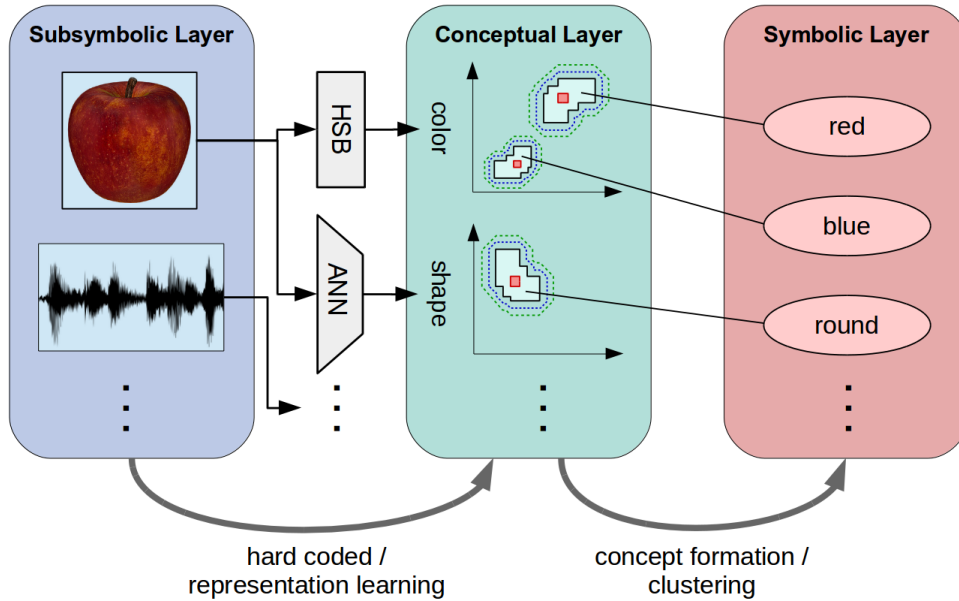 Subsymbolic Layer
Conceptual Layer
Symbolic Layer
HSB
color
red
blue
ANN
shape
round
hard coded /
representation learning
concept formation /
clustering